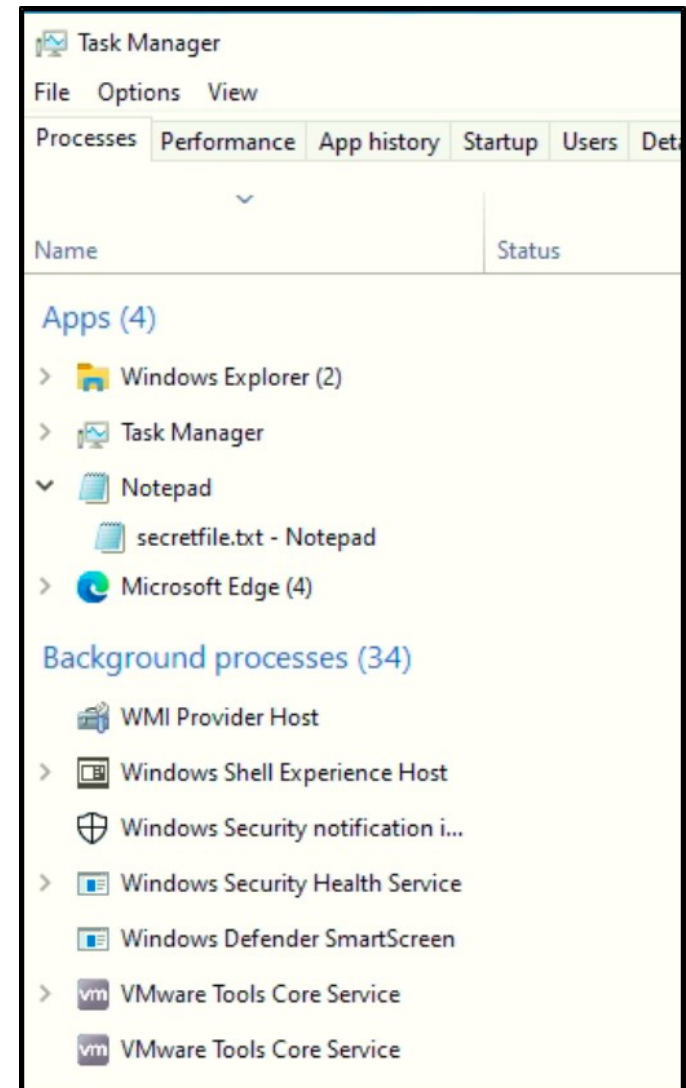 Task Manager
File Options View
Processes Performance App history Startup Users
Name Status
Apps (4)
Windows Explorer (2)
Task Manager
Notepad
secretfile.txt - Notepad
Microsoft Edge (4)
Background processes (34)
WMI Provider Host
Windows Shell Experience Host
Windows Security notification i...
Windows Security Health Service
Windows Defender SmartScreen
vm VMware Tools Core Service
vm VMware Tools Core Service